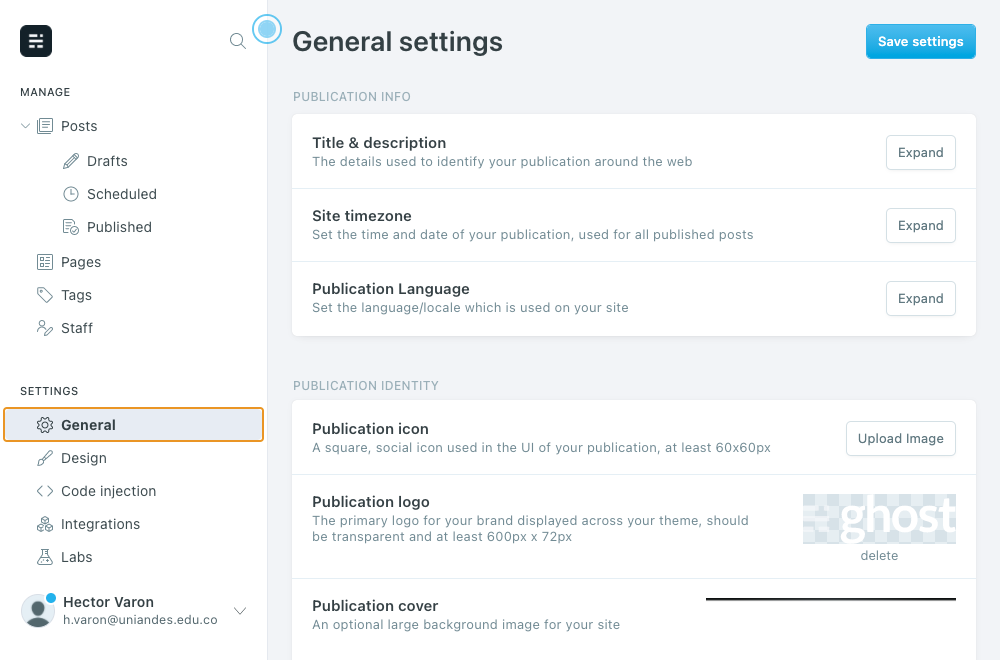 General settings
Save settings
MANAGE
Posts
Drafts
Scheduled
Published
Pages
Tags
Staff
SETTINGS
General
Design
Code injection
Integrations
Labs
Hector Varon
h.varon@uniandes.edu.co
PUBLICATION INFO
Title & description
The details used to identify your publication around the web
Expand
Site timezone
Set the time and date of your publication, used for all published posts
Expand
Publication Language
Set the language/locale which is used on your site
Expand
PUBLICATION IDENTITY
Publication icon
A square, social icon used in the UI of your publication, at least 60x60px
Upload Image
Publication logo
The primary logo for your brand displayed across your theme, should
be transparent and at least 600px x 72px
ghost
delete
Publication cover
An optional large background image for your site